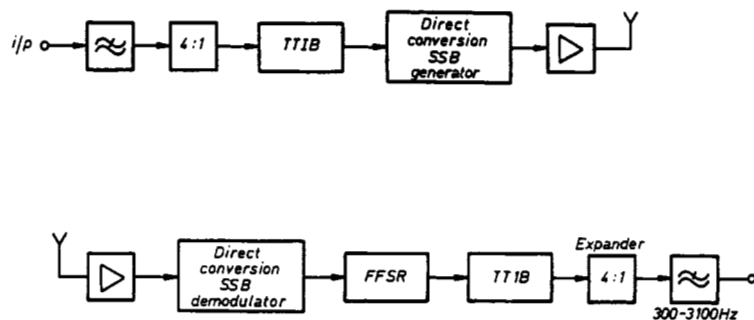 i/p
4:1
TTIB
Direct
conversion
SSB
generator
Direct
conversion
SSB
demodulator
FFSR
TTIB
Expander
4:1
300-3100Hz